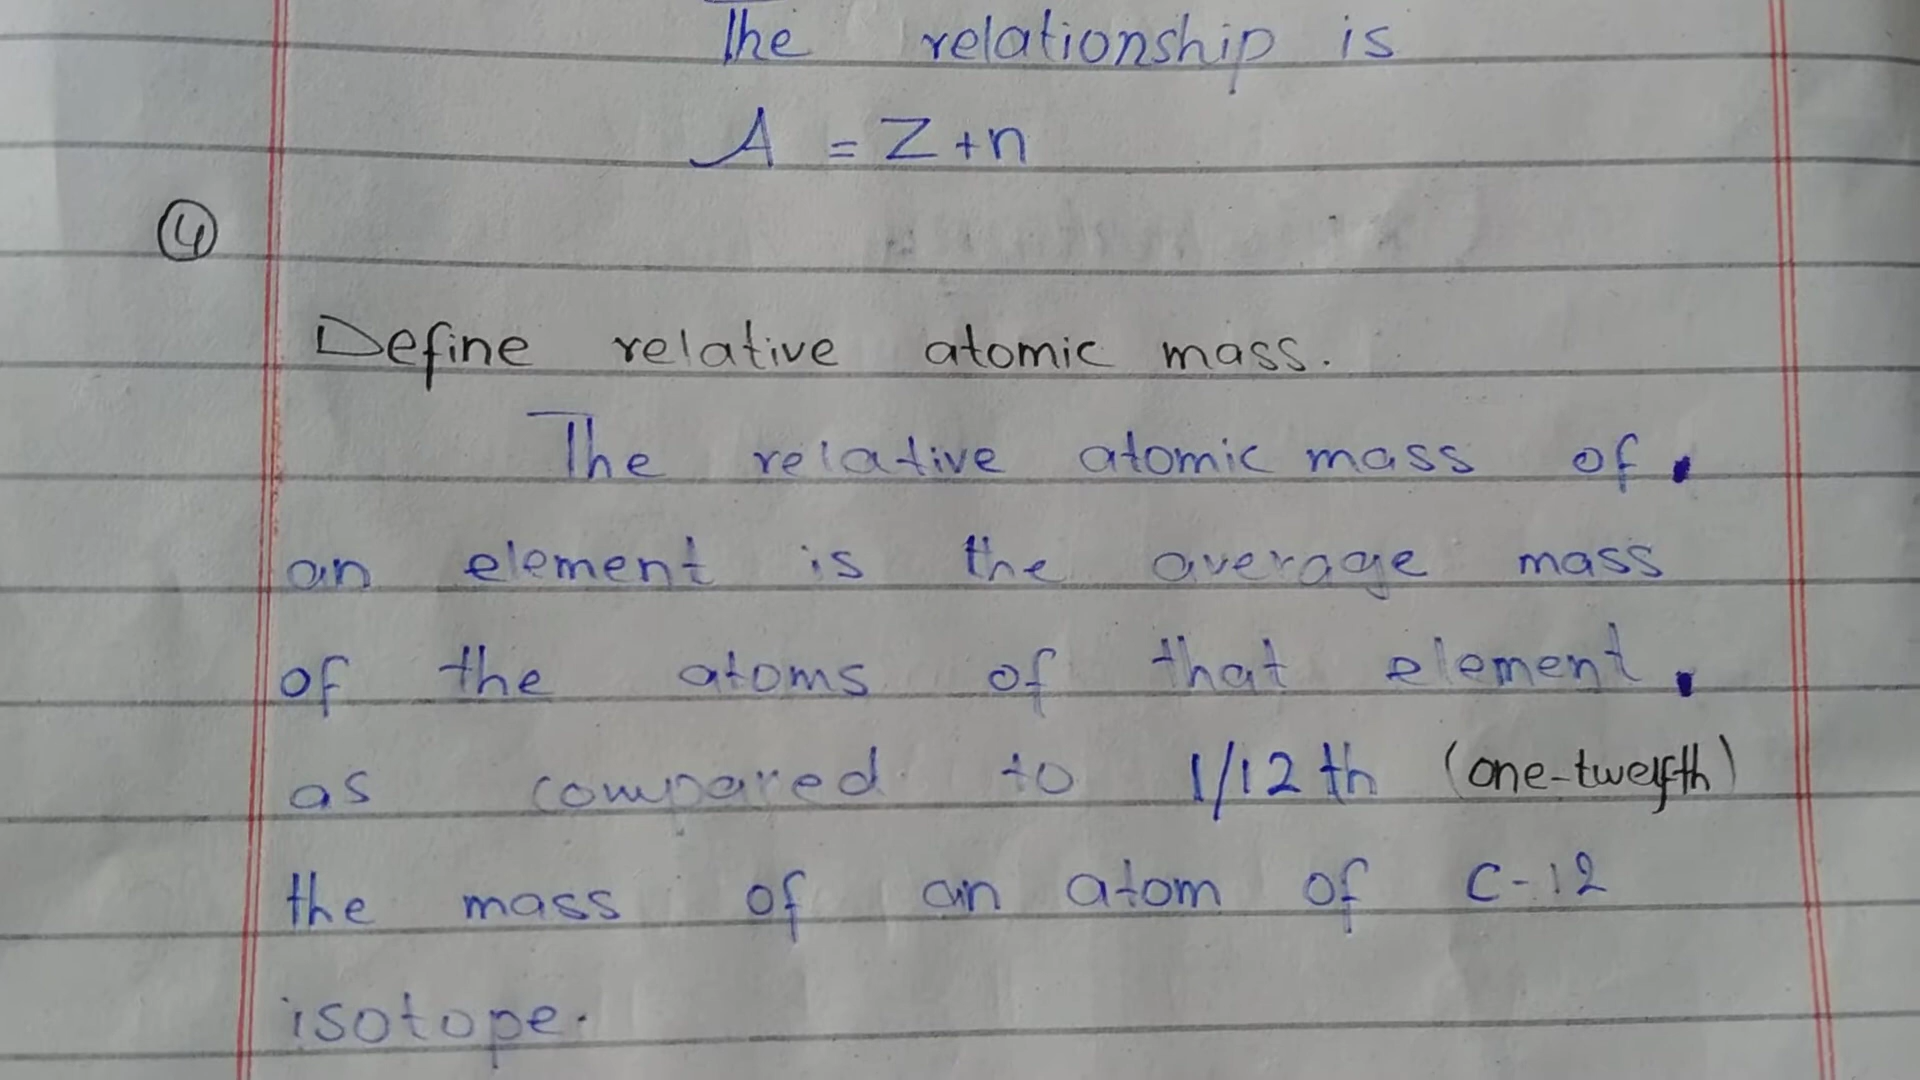 The relationship is
A = Z+n
4
Define relative atomic mass.
The relative atomic mass of
an element is the average mass
of the atoms of that element
as compared to 1/12th (one-twelfth)
the mass of an atom of C-12
isotope.